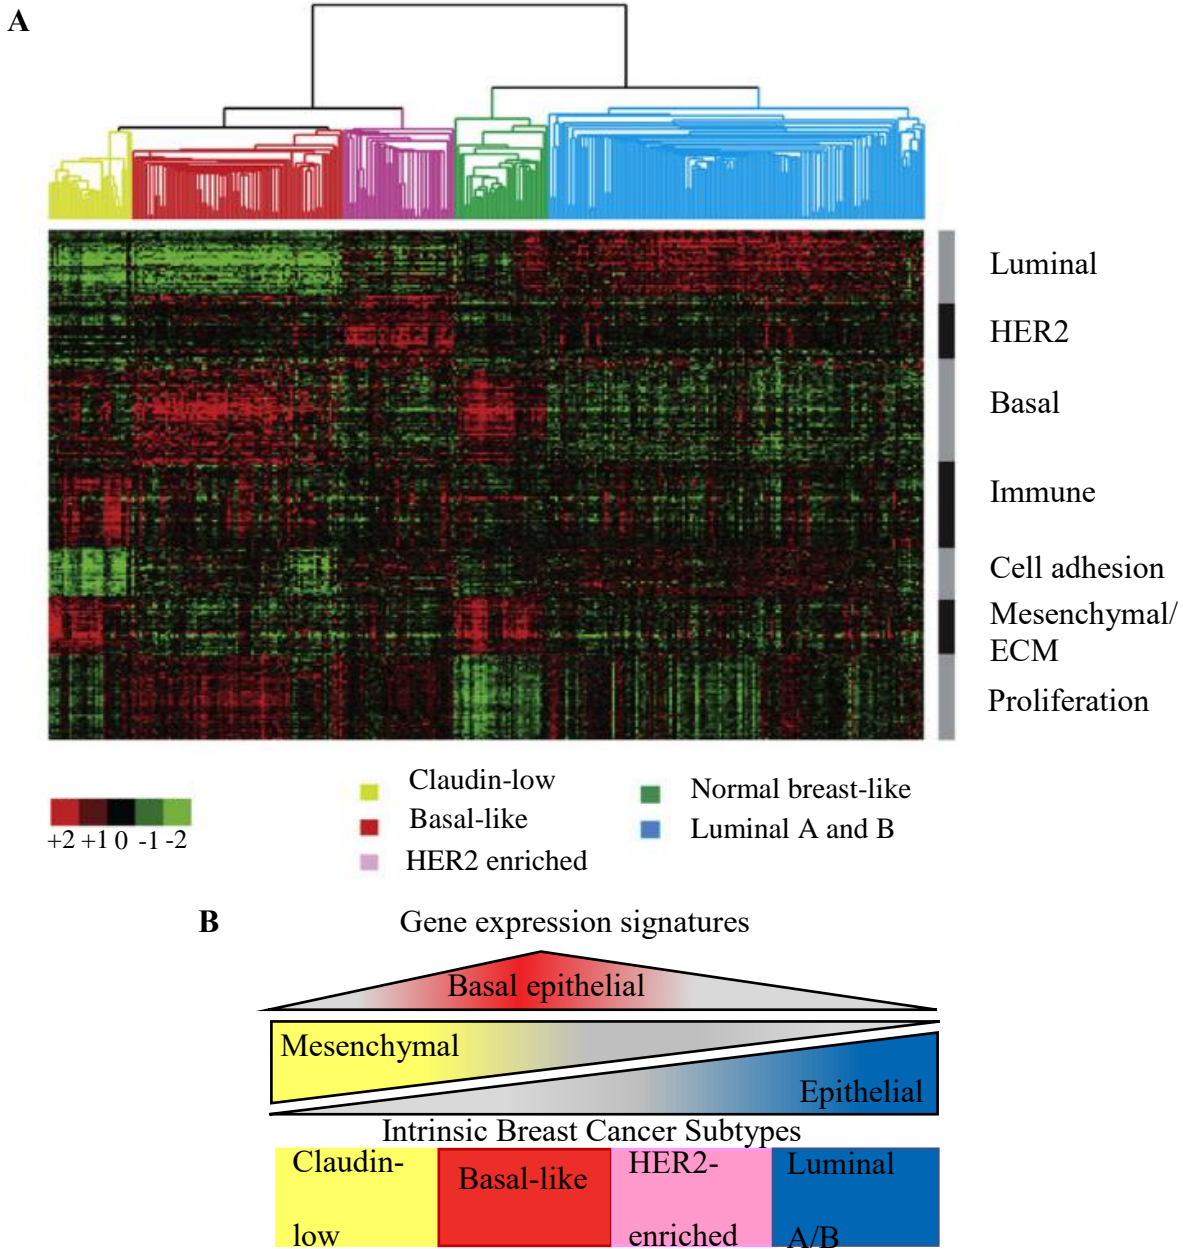 A
Luminal
HER2
Basal
Immune
Cell adhesion
Mesenchymal/
ECM
Proliferation
+2 +1 0 -1 -2
Claudin-low
Basal-like
HER2 enriched
Normal breast-like
Luminal A and B
B
Gene expression signatures
Basal epithelial
Mesenchymal
Epithelial
Intrinsic Breast Cancer Subtypes
Claudin-
low
Basal-like
HER2-
enriched
Luminal
A/B